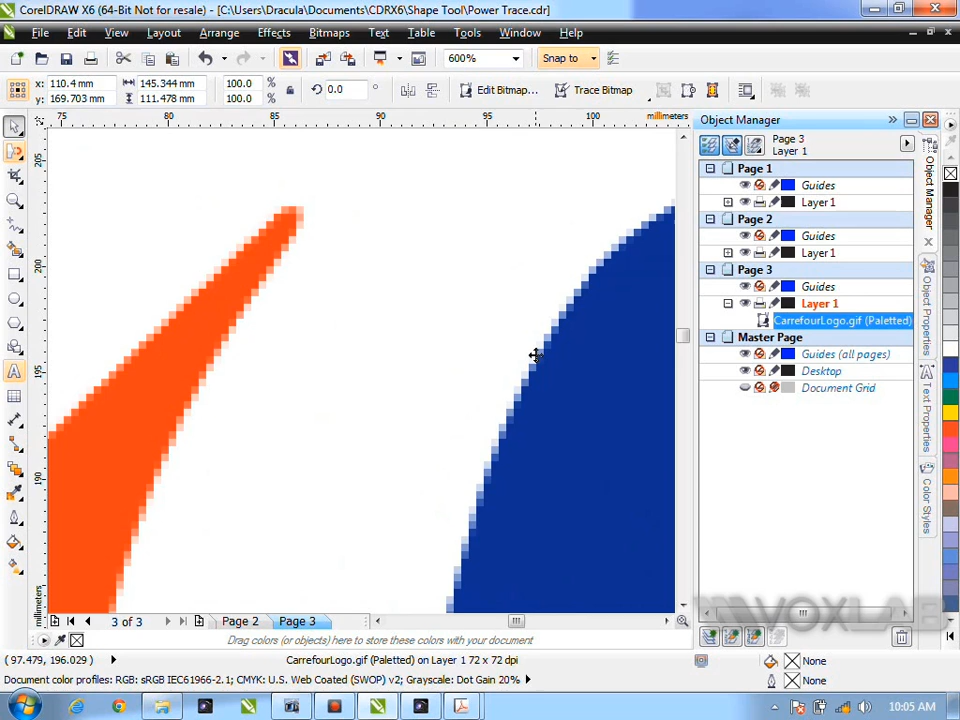 CorelDRAW X6 (64-Bit Not for resale) - [C:\Users\Dracula\Documents\CDRX6\Shape Tool\Power Trace.cdr]
File Edit View Layout Arrange Effects Bitmaps Text Table Tools Window Help
600% Snap to
x: 110.4 mm 145.344 mm 100.0 % 0.0 ° Edit Bitmap... Trace Bitmap
y: 169.703 mm 111.478 mm 100.0 %
75 80 85 90 95 100 millimeters
205
200
195
190
millimeters
Object Manager
Page 3
Layer 1
Page 1
Guides
Layer 1
Page 2
Guides
Layer 1
Page 3
Guides
Layer 1
CarrefourLogo.gif (Paletted)
Master Page
Guides (all pages)
Desktop
Document Grid
Object Manager
Object Properties
Text Properties
Color Styles
VOXLAB
3 of 3 Page 2 Page 3
Drag colors (or objects) here to store these colors with your document
(97.479, 196.029) CarrefourLogo.gif (Paletted) on Layer 1 72 x 72 dpi None
Document color profiles: RGB: sRGB IEC61966-2.1; CMYK: U.S. Web Coated (SWOP) v2; Grayscale: Dot Gain 20% None
10:05 AM